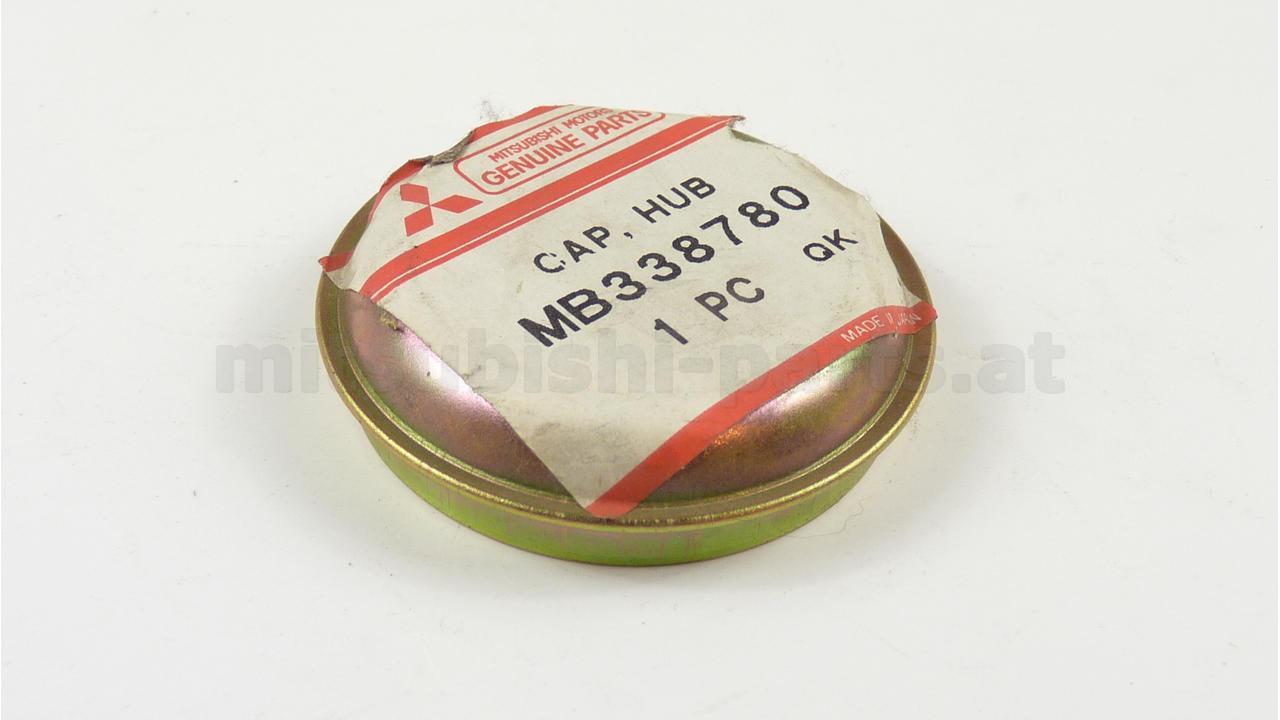 MITSUBISHI MOTORS
GENUINE PARTS
CAP, HUB
MB338780
1 PC
QK
MADE IN JAPAN
mitsubishi-parts.at